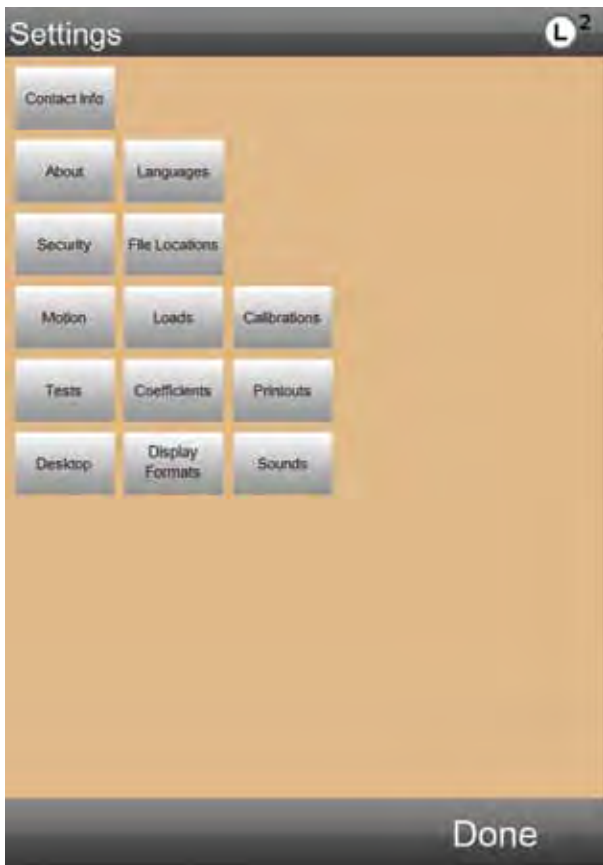 Settings
L2
Contact Info
About Languages
Security File Locations
Motion Loads Calibrations
Tests Coefficients Printouts
Desktop Display Formats Sounds
Done